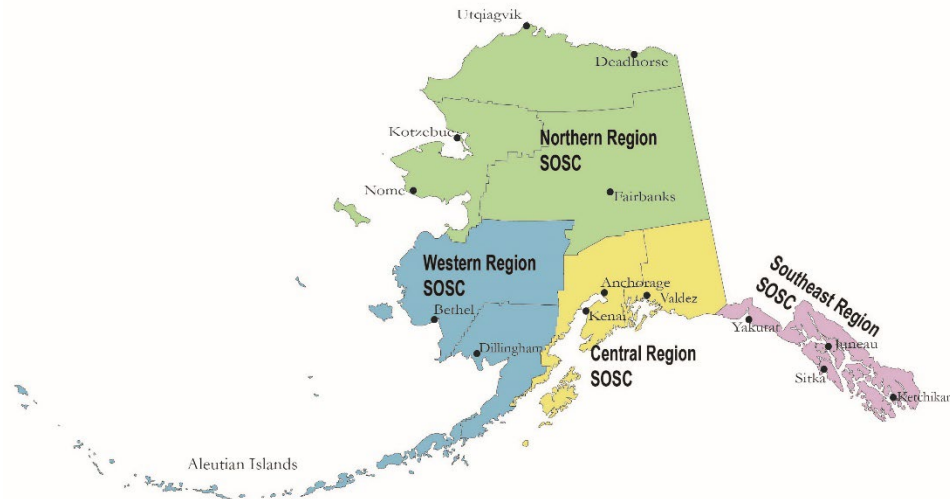 Utqiagvik
Deadhorse
Kotzebue
Northern Region
SOSC
Nome
Fairbanks
Western Region
SOSC
Anchorage
Valdez
Bethel
Kenai
Southeast Region
SOSC
Yakutat
Dillingham
Central Region
SOSC
Juneau
Sitka
Ketchikan
Aleutian Islands